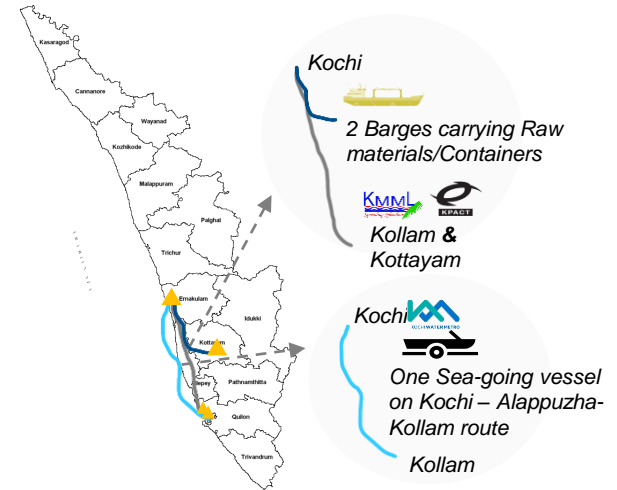 Kasaragod
Cannanore
Wayanad
Kozhikode
Malappuram
Palghat
Trichur
Ernakulam
Idukki
Kottayam
Pathnamthitta
Quilon
Trivandrum
Kochi
2 Barges carrying Raw
materials/Containers
KMML
KPACT
Kollam &
Kottayam
Kochi
KOCHI WATER METRO
One Sea-going vessel
on Kochi – Alappuzha-
Kollam route
Kollam